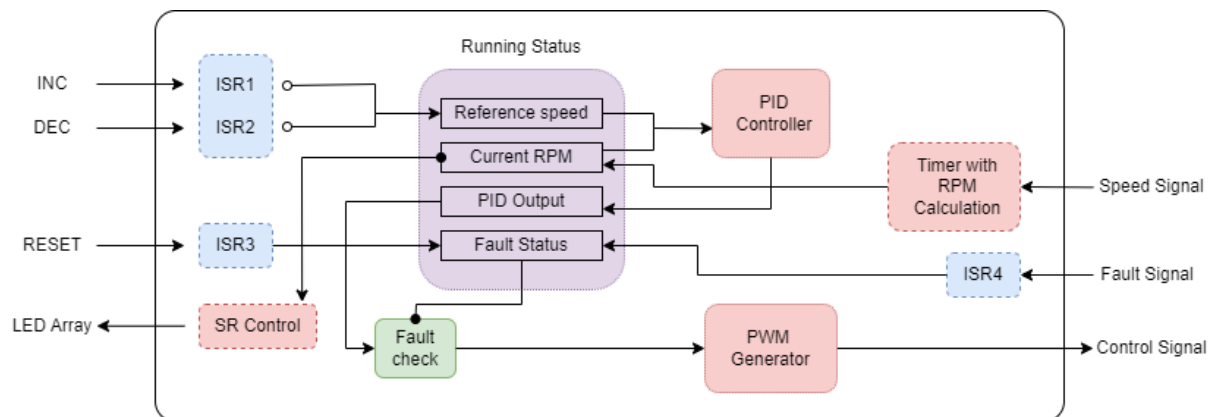 Running Status
INC
DEC
ISR1
ISR2
Reference speed
Current RPM
PID Output
Fault Status
PID
Controller
Timer with
RPM
Calculation
Speed Signal
RESET
ISR3
ISR4
Fault Signal
LED Array
SR Control
Fault
check
PWM
Generator
Control Signal